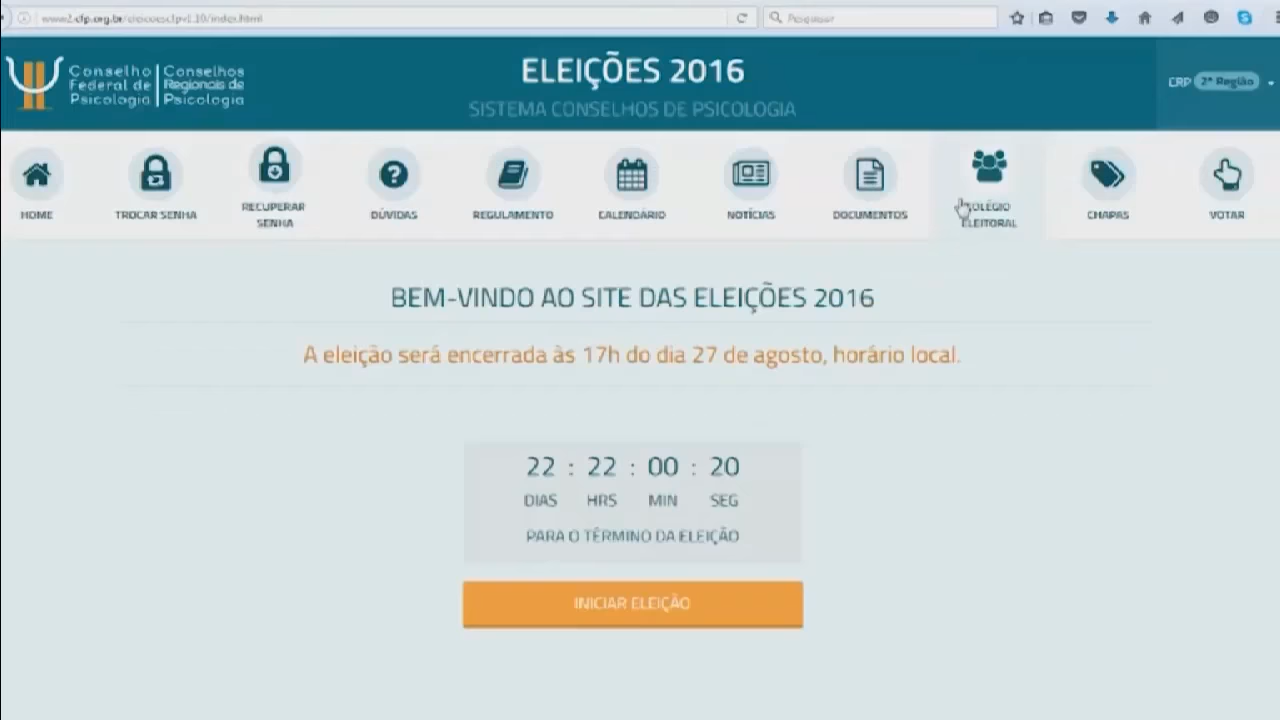 Pesquisar
Conselho Federal de Psicologia
Conselhos Regionais de Psicologia
ELEIÇÕES 2016
SISTEMA CONSELHOS DE PSICOLOGIA
CRP 2ª Região
HOME
TROCAR SENHA
RECUPERAR SENHA
DÚVIDAS
REGULAMENTO
CALENDÁRIO
NOTÍCIAS
DOCUMENTOS
COLÉGIO ELEITORAL
CHAPAS
VOTAR
BEM-VINDO AO SITE DAS ELEIÇÕES 2016
A eleição será encerrada às 17h do dia 27 de agosto, horário local.
22 : 22 : 00 : 20
DIAS HRS MIN SEG
PARA O TÉRMINO DA ELEIÇÃO
INICIAR ELEIÇÃO